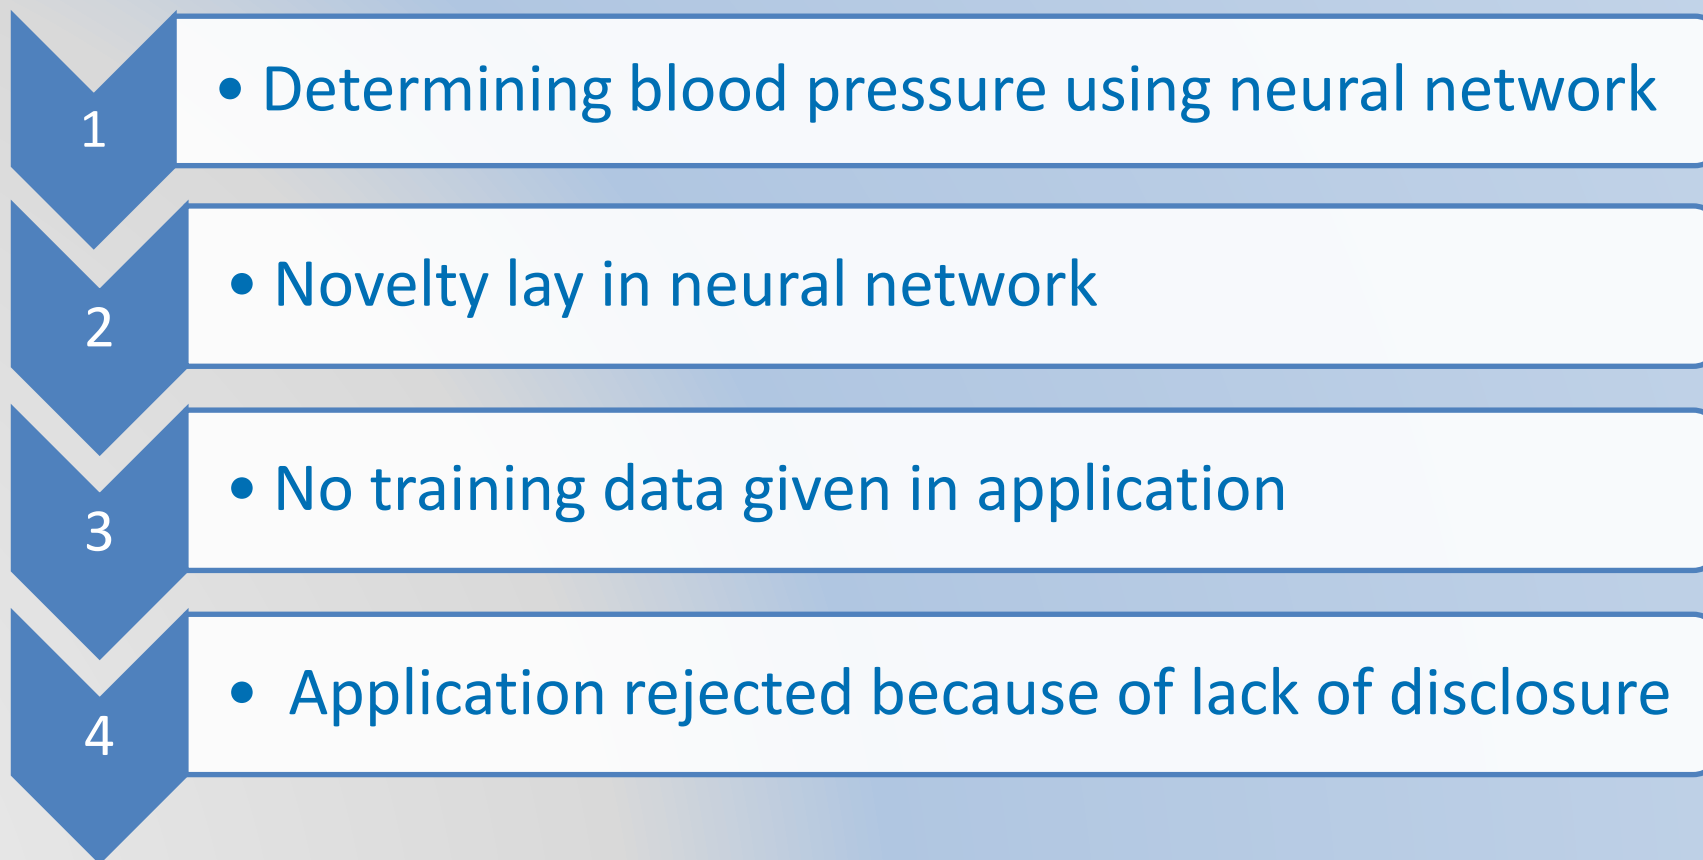 1
• Determining blood pressure using neural network
2
• Novelty lay in neural network
3
• No training data given in application
4
• Application rejected because of lack of disclosure